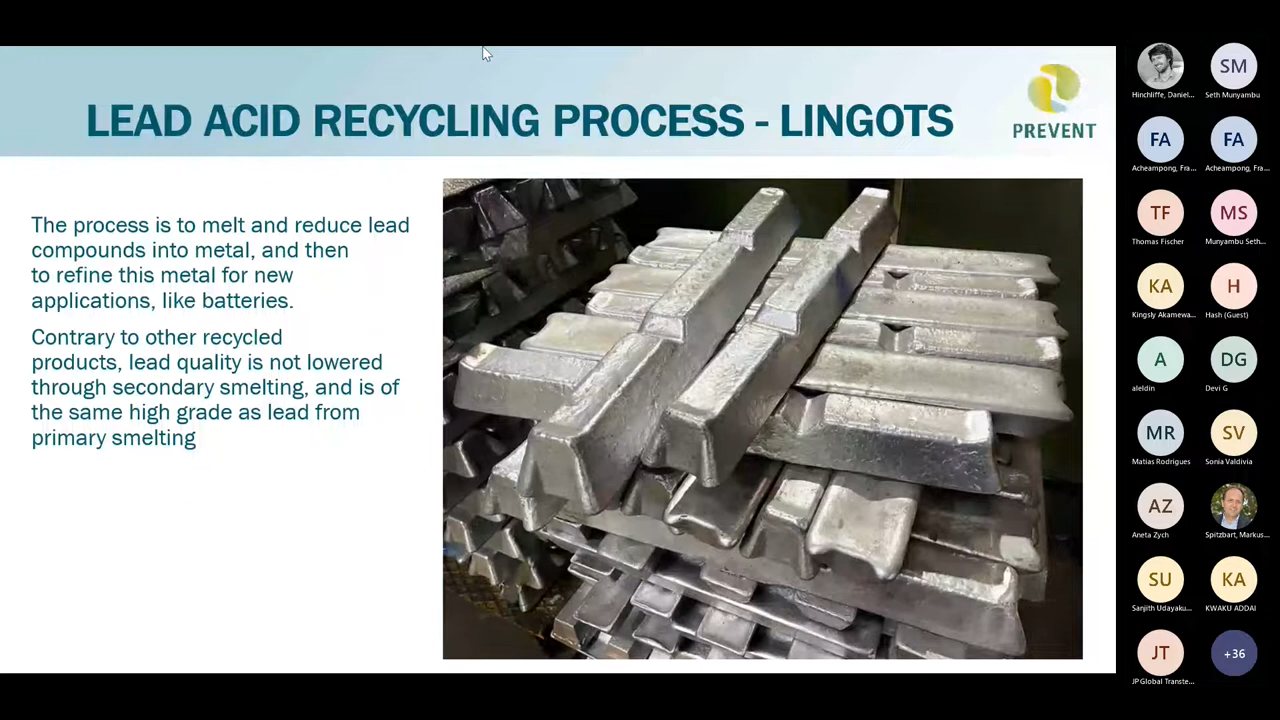 LEAD ACID RECYCLING PROCESS - LINGOTS
PREVENT
The process is to melt and reduce lead
compounds into metal, and then
to refine this metal for new
applications, like batteries.
Contrary to other recycled
products, lead quality is not lowered
through secondary smelting, and is of
the same high grade as lead from
primary smelting
Hinchliffe, Daniel...
SM
Seth Munyambu
FA
Acheampong, Fra...
FA
Acheampong, Fra...
TF
Thomas Fischer
MS
Munyambu Seth...
KA
Kingsly Akamewa...
H
Hash (Guest)
A
aleldin
DG
Devi G
MR
Matias Rodrigues
SV
Sonia Valdivia
AZ
Aneta Zych
Spitzbart, Markus...
SU
Sanjith Udayaku...
KA
KWAKU ADDAI
JT
JPGlobal Transte...
+36